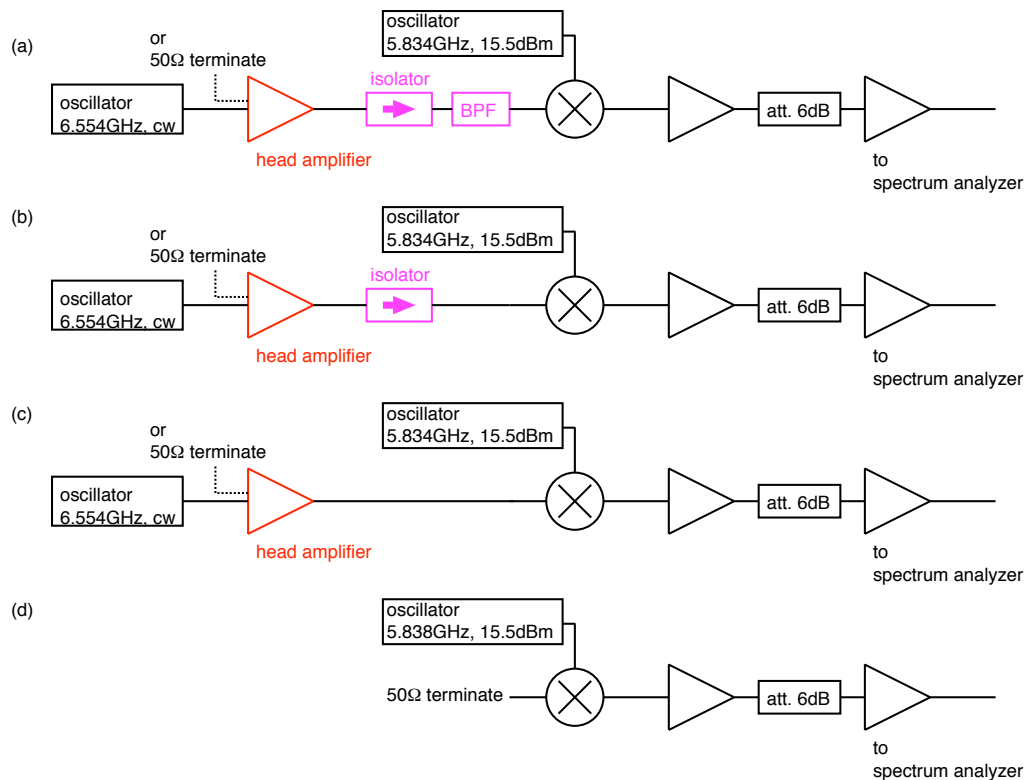 (a)
or
50Ω terminate
oscillator
6.554GHz, cw
head amplifier
isolator
BPF
oscillator
5.834GHz, 15.5dBm
att. 6dB
to
spectrum analyzer
(b)
or
50Ω terminate
oscillator
6.554GHz, cw
head amplifier
isolator
oscillator
5.834GHz, 15.5dBm
att. 6dB
to
spectrum analyzer
(c)
or
50Ω terminate
oscillator
6.554GHz, cw
head amplifier
oscillator
5.834GHz, 15.5dBm
att. 6dB
to
spectrum analyzer
(d)
oscillator
5.838GHz, 15.5dBm
50Ω terminate
att. 6dB
to
spectrum analyzer